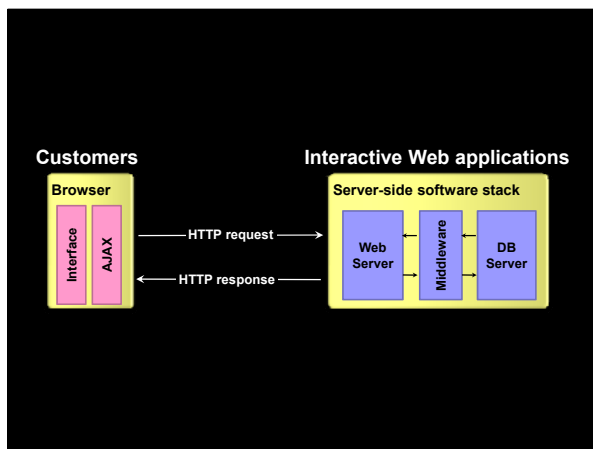 Customers
Browser
Interface
AJAX
HTTP request
HTTP response
Interactive Web applications
Server-side software stack
Web
Server
Middleware
DB
Server